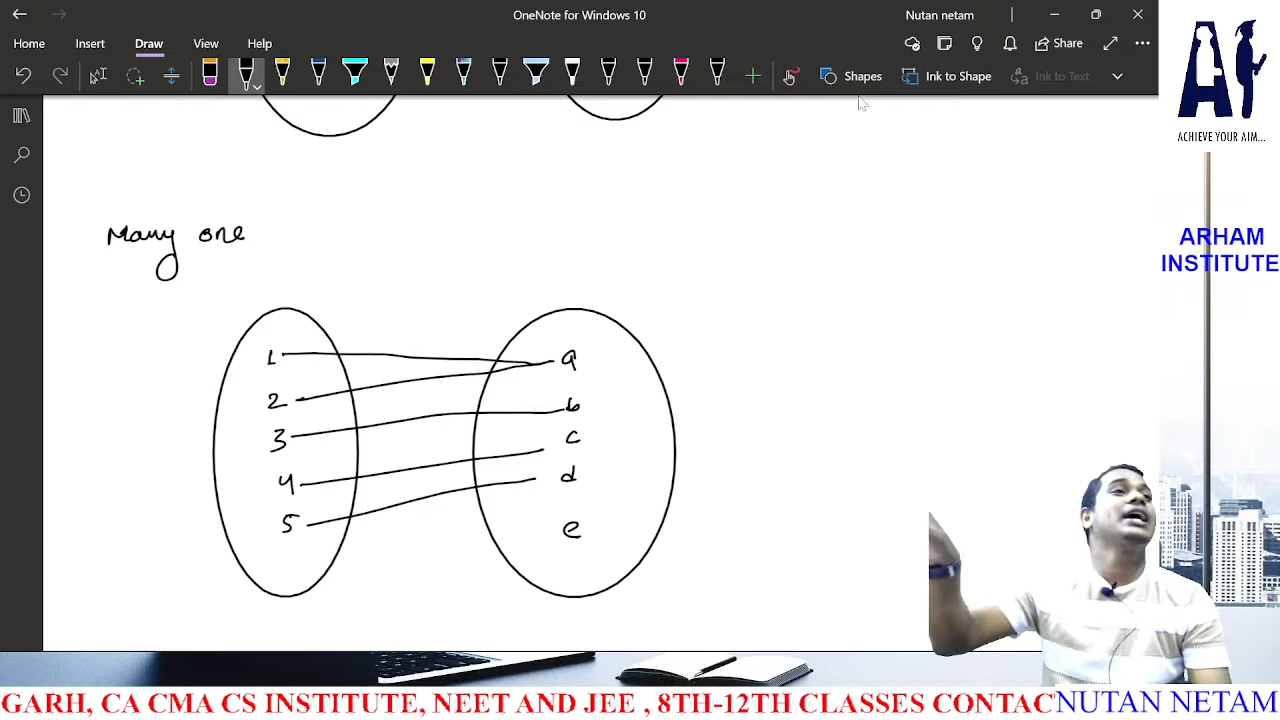 OneNote for Windows 10
Nutan netam
Home Insert Draw View Help
Share
Shapes
Ink to Shape
Ink to Text
ACHIEVE YOUR AIM...
ARHAM
INSTITUTE
Many one
1 a
2 b
3 c
4 d
5 e
GARH, CA CMA CS INSTITUTE, NEET AND JEE , 8TH-12TH CLASSES CONTAC
NUTAN NETAM